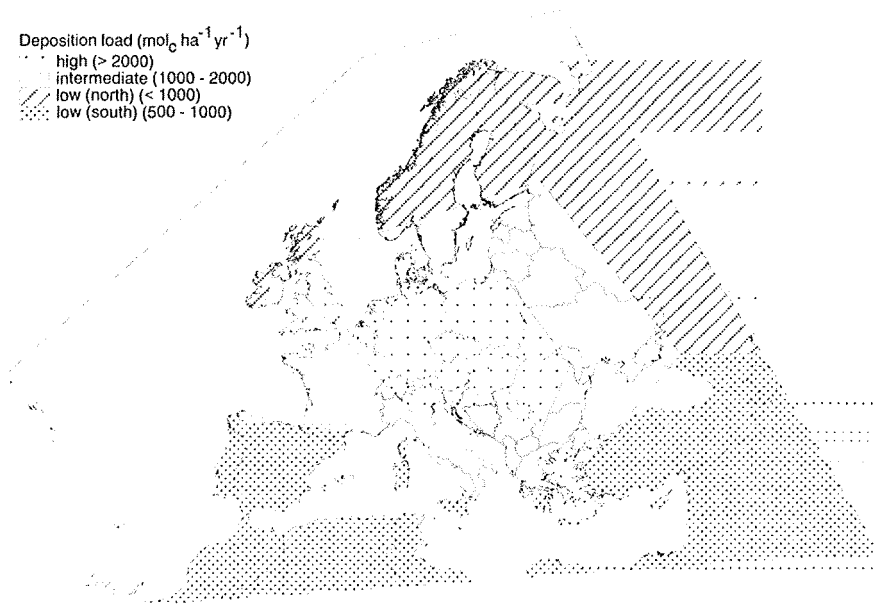 Deposition load (mol_c ha^-1 yr^-1)
high (> 2000)
intermediate (1000 - 2000)
low (north) (< 1000)
low (south) (500 - 1000)